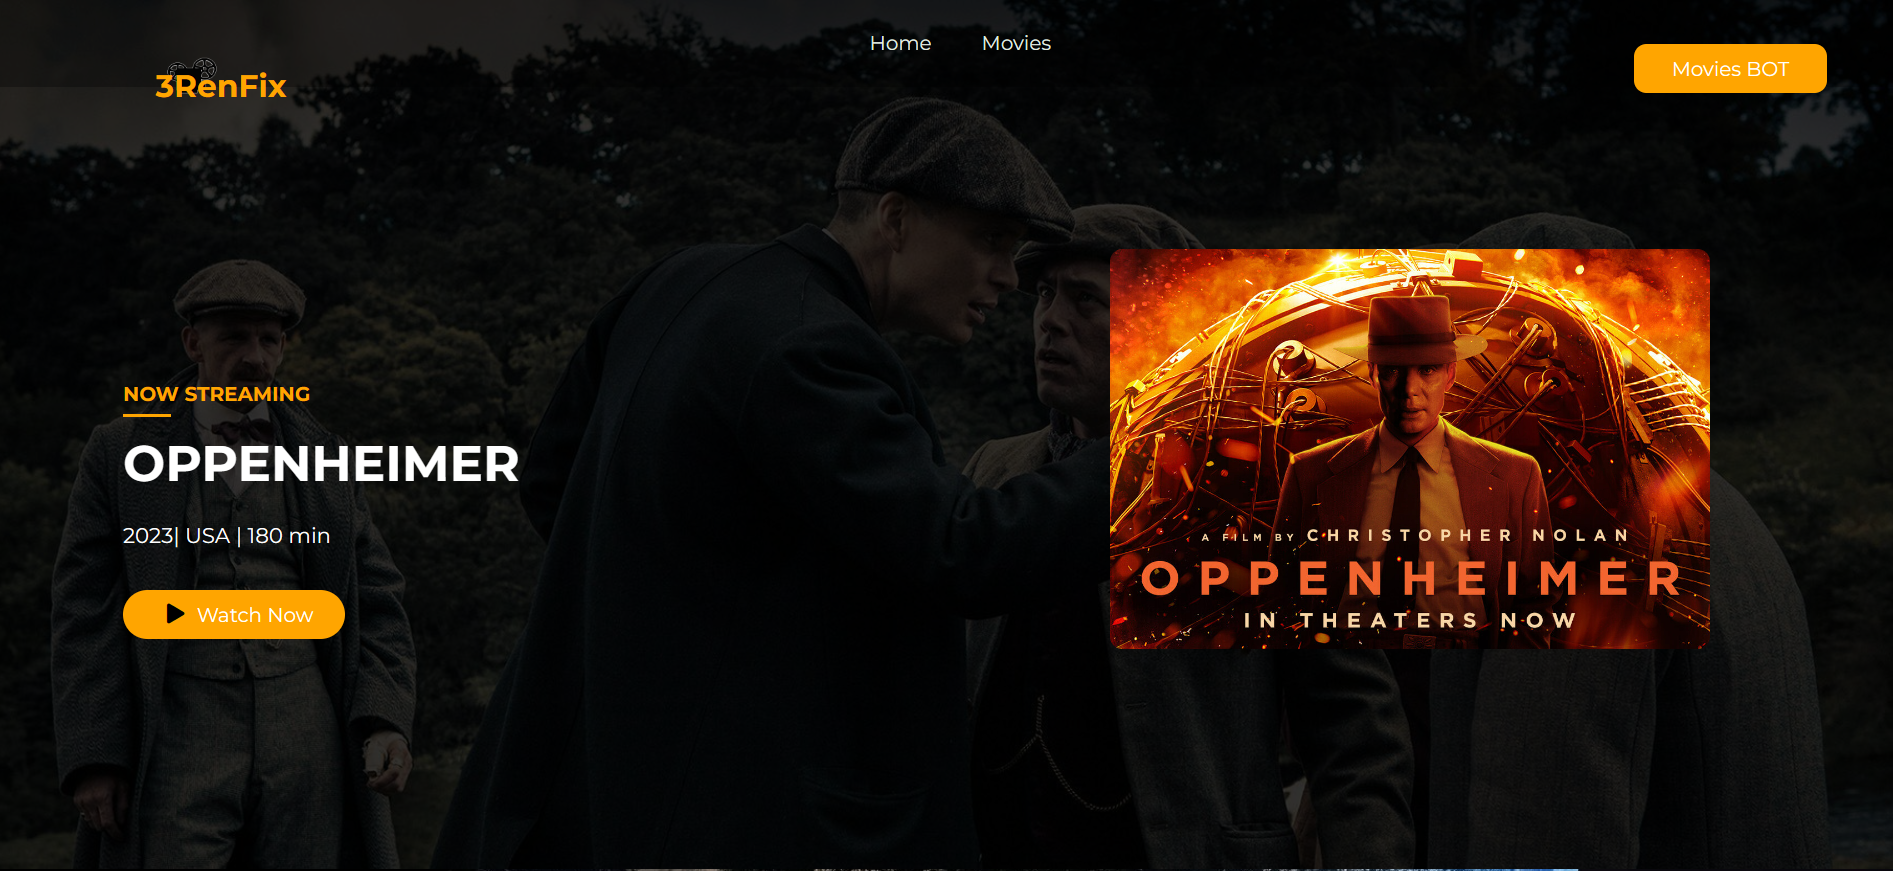 Home
Movies
3RenFix
Movies BOT
NOW STREAMING
OPPENHEIMER
2023| USA | 180 min
Watch Now
A FILM BY CHRISTOPHER NOLAN
OPPENHEIMER
IN THEATERS NOW